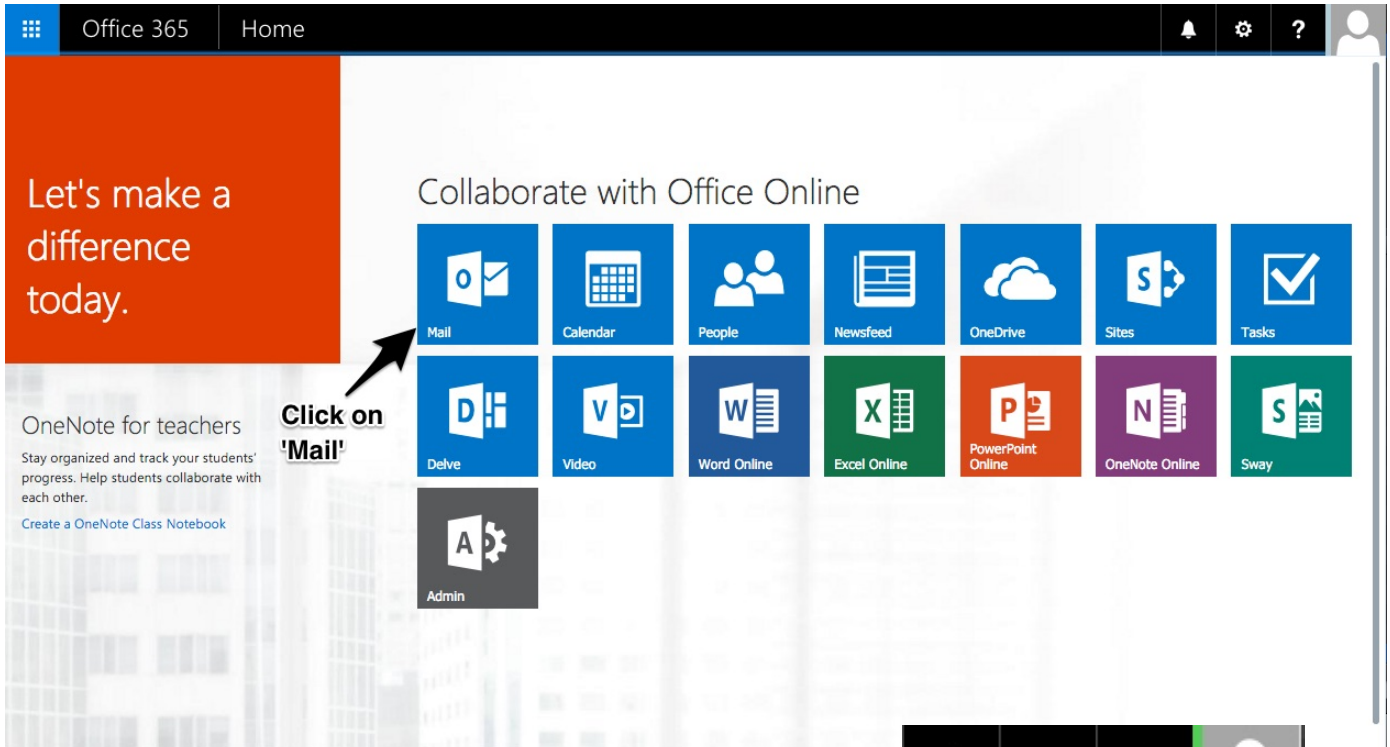 Office 365 Home ?
Let's make a
difference
today.
Collaborate with Office Online
Mail Calendar People Newsfeed OneDrive Sites Tasks
Click on
'Mail'
Delve Video Word Online Excel Online PowerPoint
Online OneNote Online Sway
OneNote for teachers
Stay organized and track your students'
progress. Help students collaborate with
each other.
Create a OneNote Class Notebook
Admin